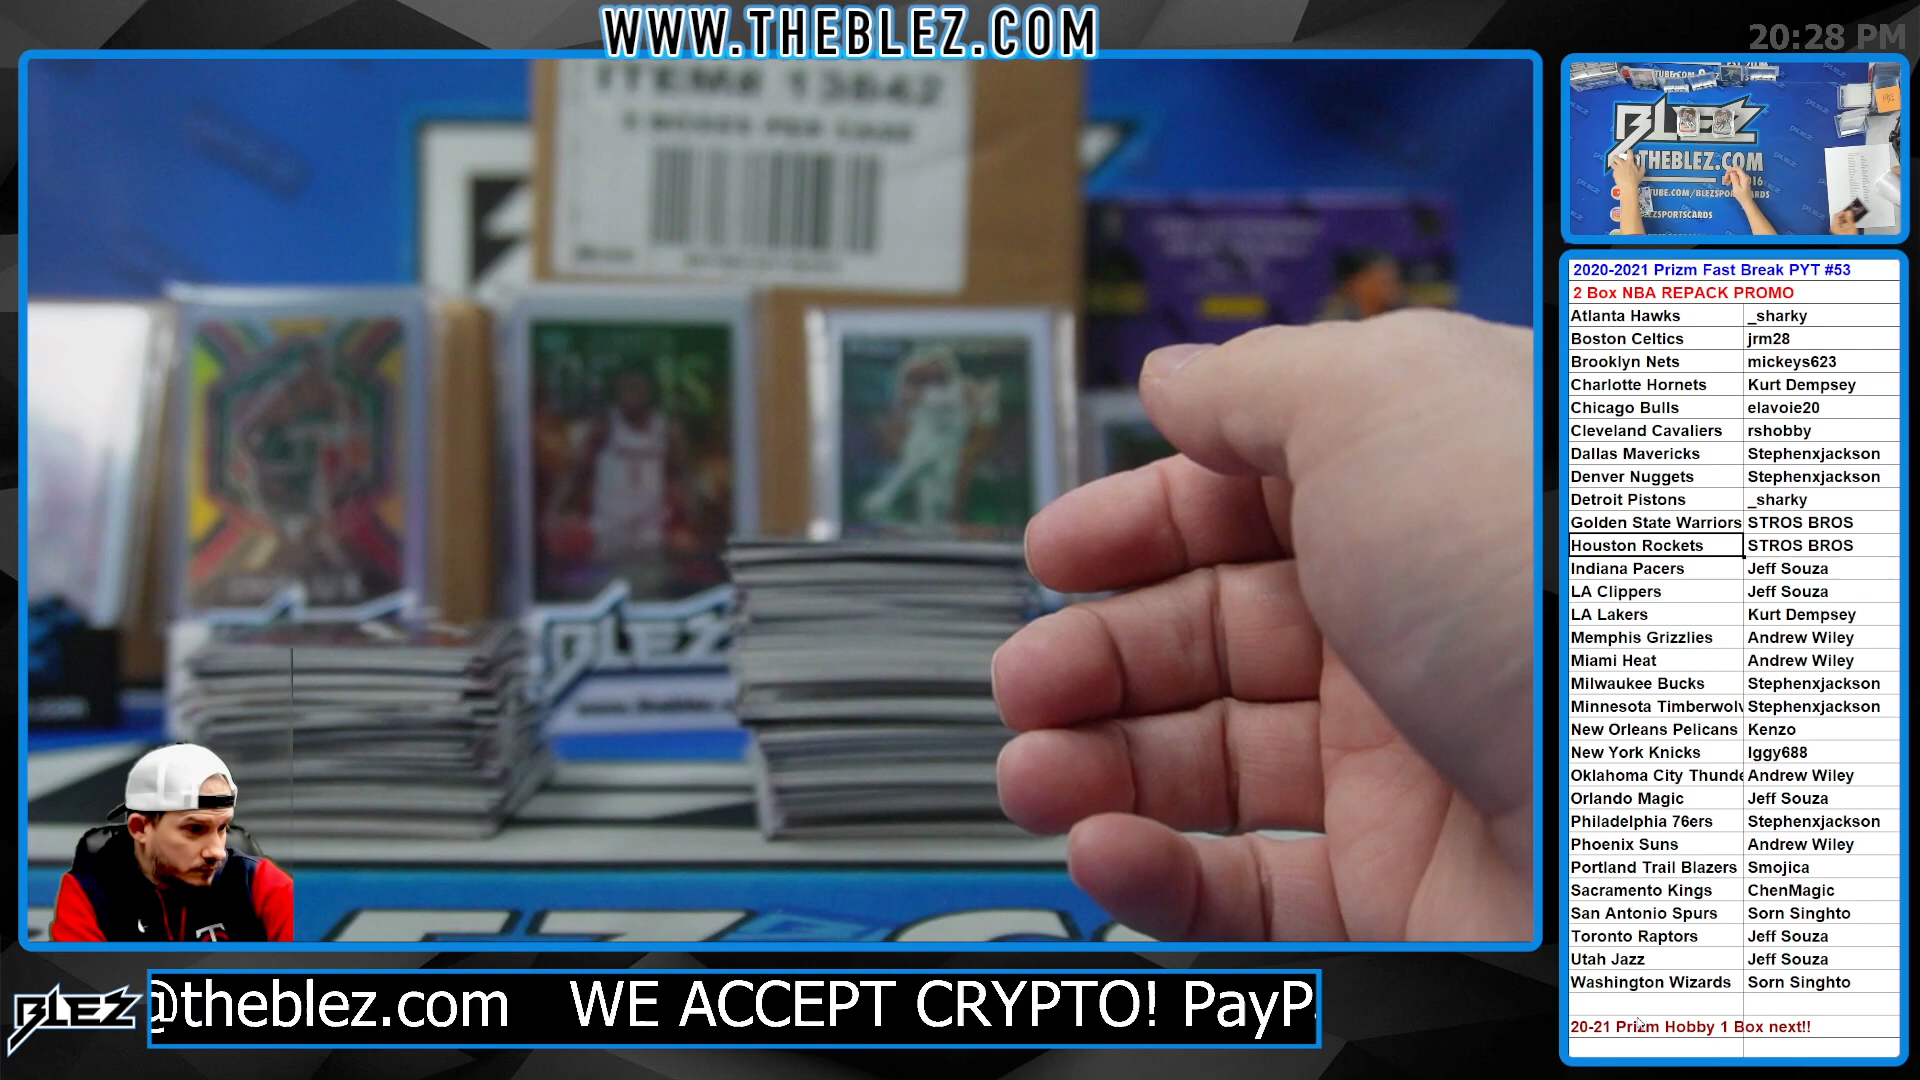 WWW.THEBLEZ.COM
20:28 PM
ITEM# 13842
BLEZ
THEBLEZ.COM
2020-2021 Prizm Fast Break PYT #53
2 Box NBA REPACK PROMO
Atlanta Hawks _sharky
Boston Celtics jrm28
Brooklyn Nets mickeys623
Charlotte Hornets Kurt Dempsey
Chicago Bulls elavoie20
Cleveland Cavaliers rshobby
Dallas Mavericks Stephenxjackson
Denver Nuggets Stephenxjackson
Detroit Pistons _sharky
Golden State Warriors STROS BROS
Houston Rockets STROS BROS
Indiana Pacers Jeff Souza
LA Clippers Jeff Souza
LA Lakers Kurt Dempsey
Memphis Grizzlies Andrew Wiley
Miami Heat Andrew Wiley
Milwaukee Bucks Stephenxjackson
Minnesota Timberwolv Stephenxjackson
New Orleans Pelicans Kenzo
New York Knicks Iggy688
Oklahoma City Thunde Andrew Wiley
Orlando Magic Jeff Souza
Philadelphia 76ers Stephenxjackson
Phoenix Suns Andrew Wiley
Portland Trail Blazers Smojica
Sacramento Kings ChenMagic
San Antonio Spurs Sorn Singhto
Toronto Raptors Jeff Souza
Utah Jazz Jeff Souza
Washington Wizards Sorn Singhto
20-21 Prizm Hobby 1 Box next!!
BLEZ
BLEZ
@theblez.com WE ACCEPT CRYPTO! PayP